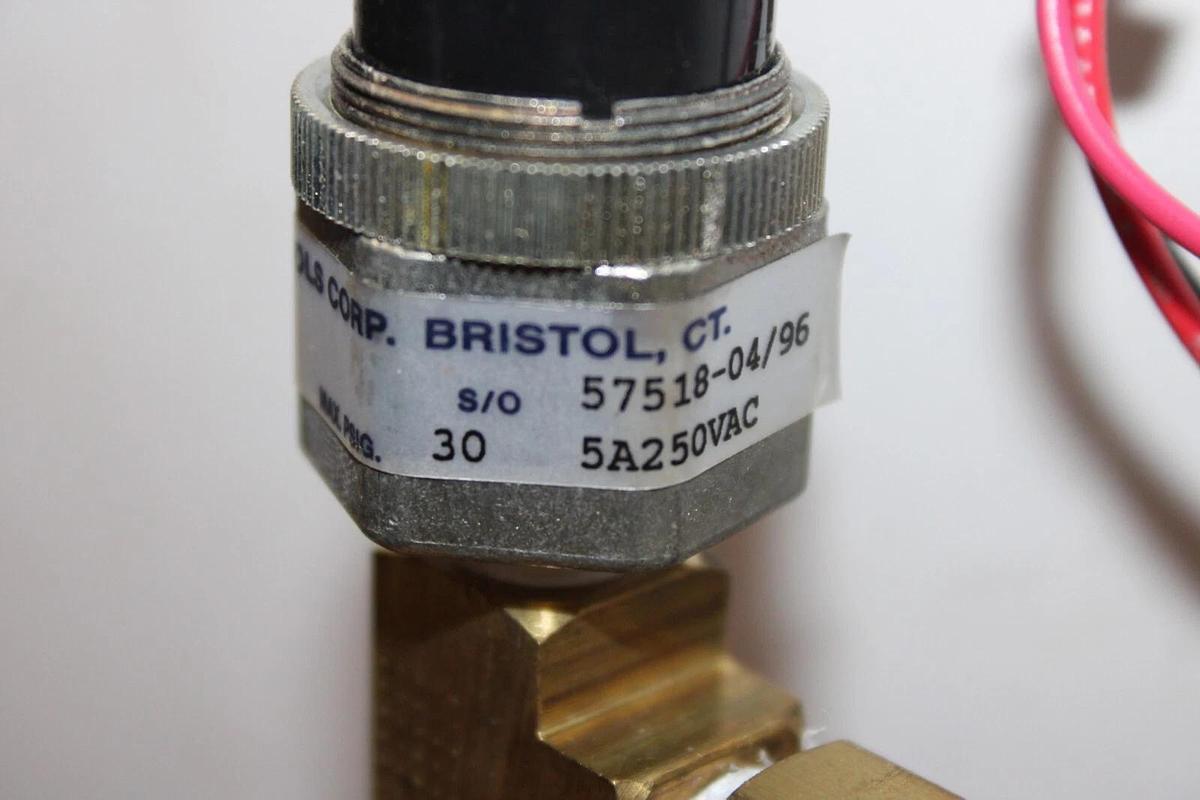 OLS CORP. BRISTOL, CT.
S/O 57518-04/96
MAX. PSIG. 30 5A250VAC